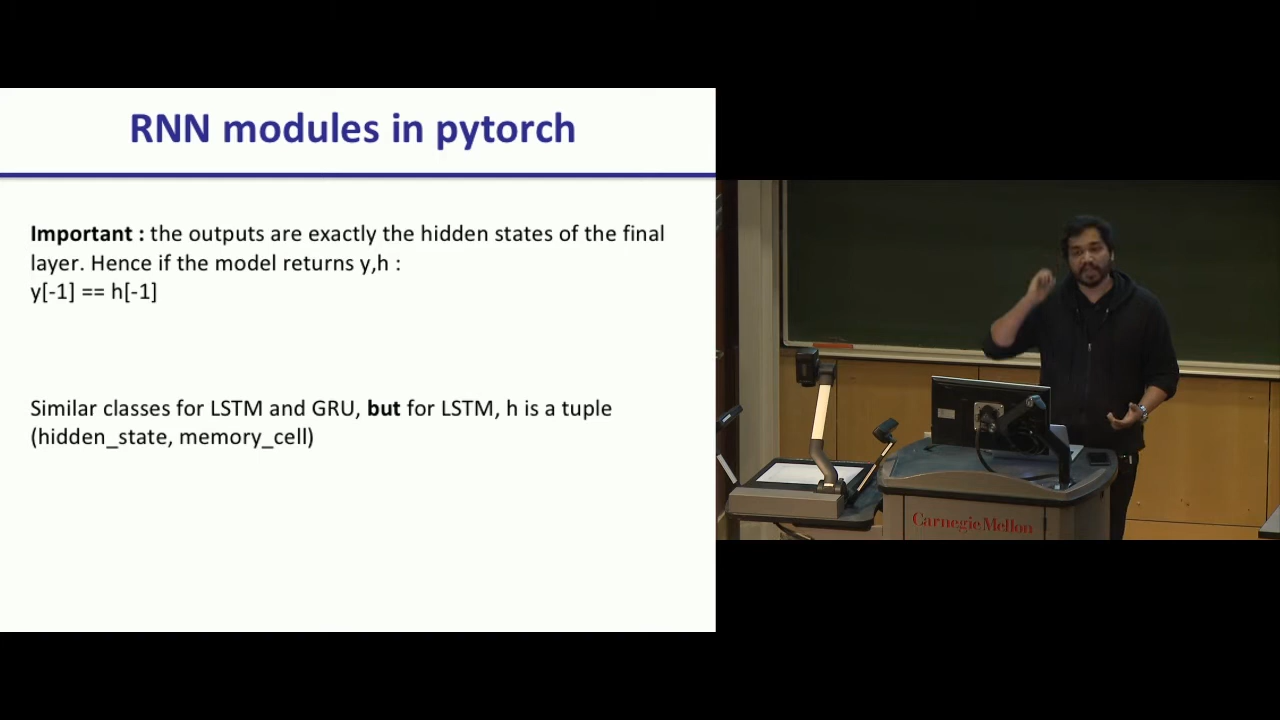 RNN modules in pytorch
Important : the outputs are exactly the hidden states of the final
layer. Hence if the model returns y,h :
y[-1] == h[-1]
Similar classes for LSTM and GRU, but for LSTM, h is a tuple
(hidden_state, memory_cell)
Carnegie Mellon